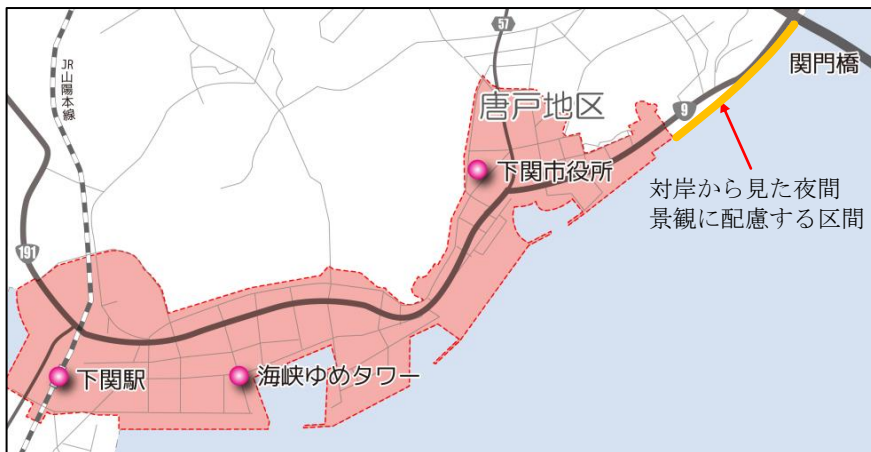 57
関門橋
JR山陽本線
唐戸地区
9
下関市役所
対岸から見た夜間
景観に配慮する区間
191
下関駅
海峡ゆめタワー